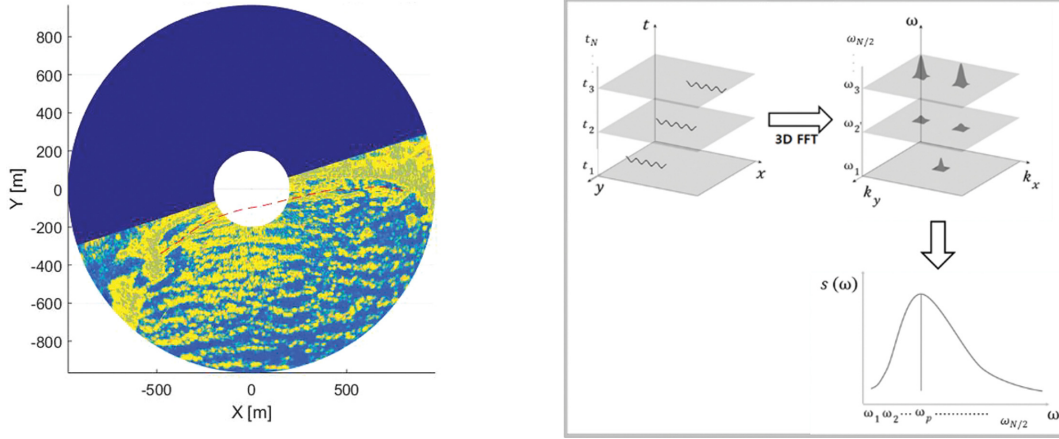 800
600
400
200
0
-200
-400
-600
-800
Y [m]
-500 0 500
X [m]
t
t_N
t_3
t_2
t_1
y
x
3D FFT
ω
ω_{N/2}
ω_3
ω_2
ω_1
k_y
k_x
s (ω)
ω_1 ω_2 ... ω_p ............
ω_{N/2}
ω